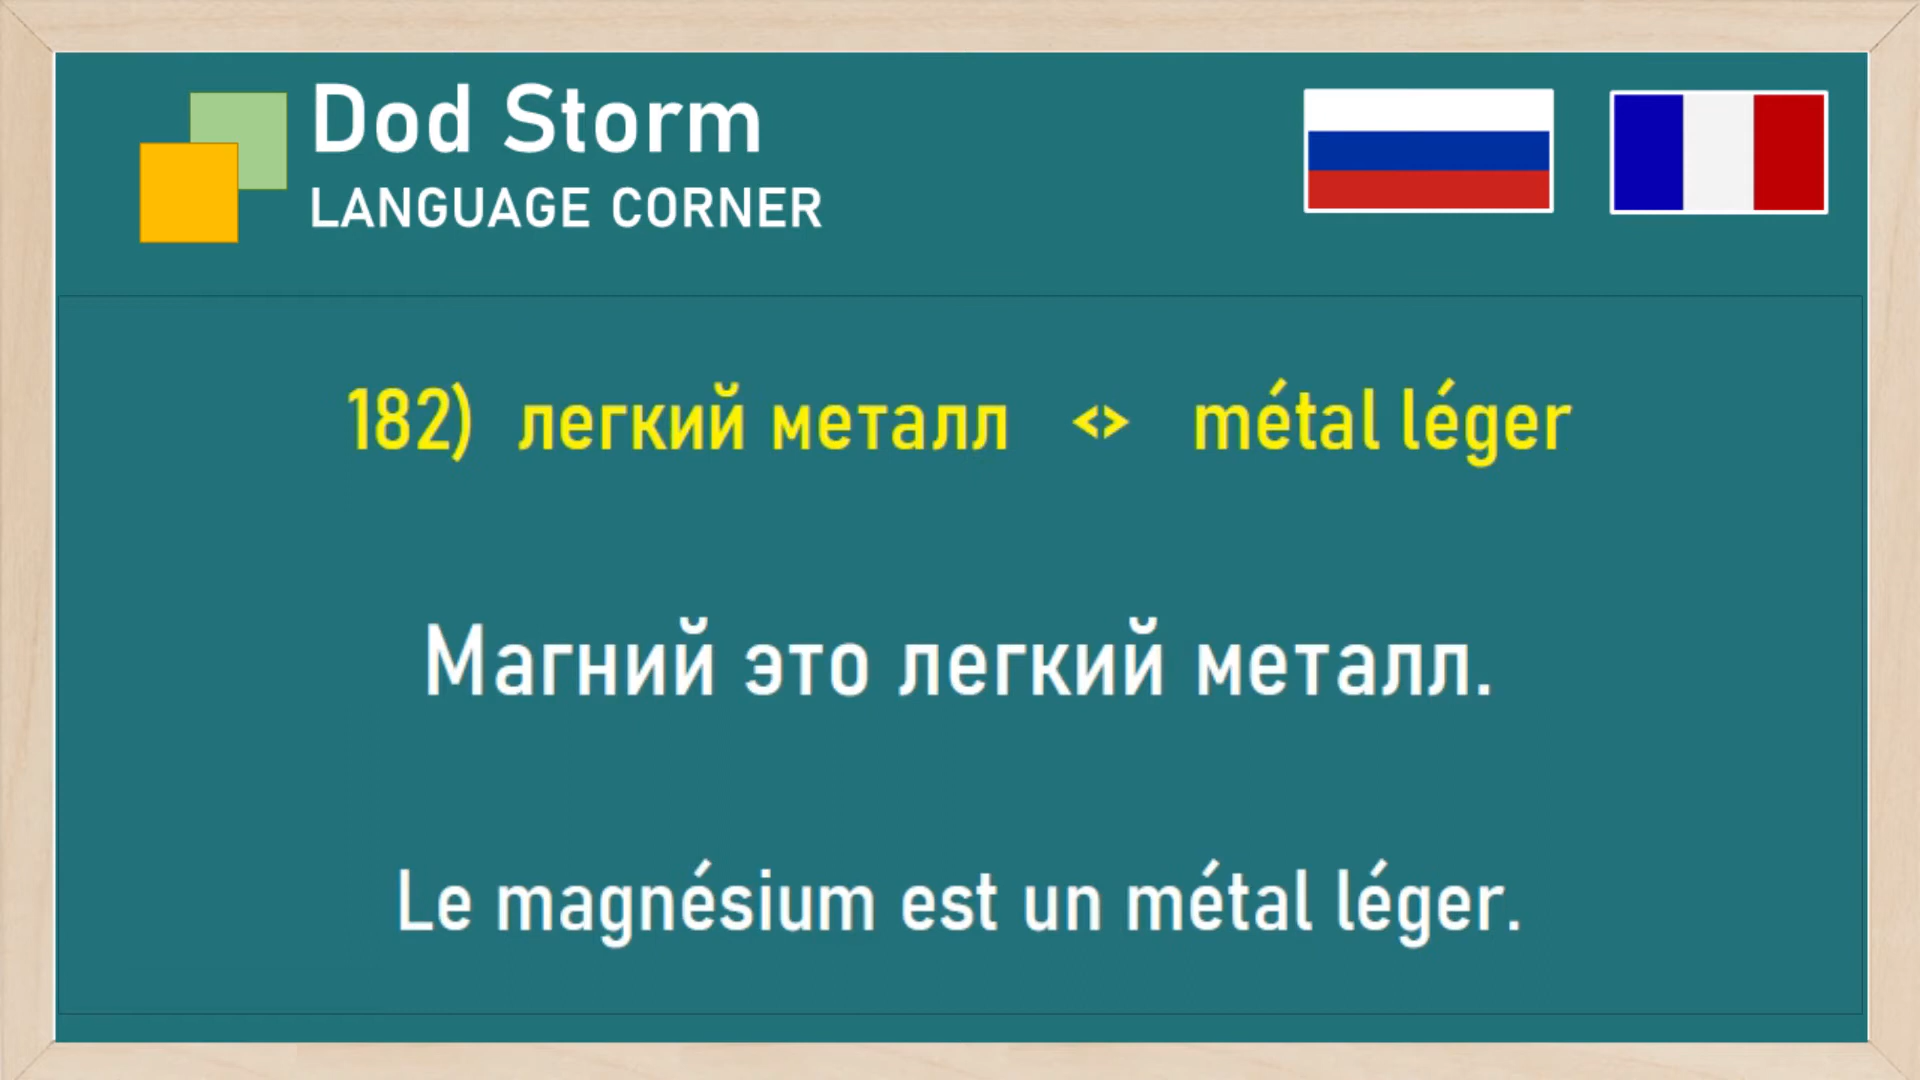 Dod Storm
LANGUAGE CORNER
182) легкий металл <> métal léger
Магний это легкий металл.
Le magnésium est un métal léger.